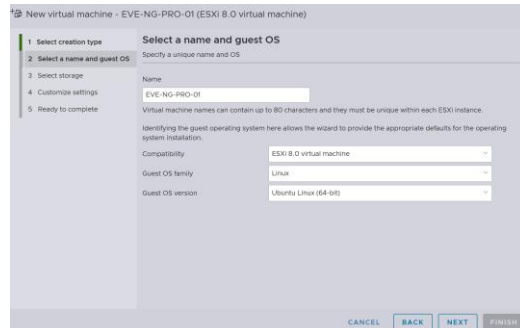 New virtual machine - EVE-NG-PRO-01 (ESXi 8.0 virtual machine)
1 Select creation type
2 Select a name and guest OS
3 Select storage
4 Customize settings
5 Ready to complete
Select a name and guest OS
Specify a unique name and OS
Name
EVE-NG-PRO-01
Virtual machine names can contain up to 80 characters and they must be unique within each ESXi instance.
Identifying the guest operating system here allows the wizard to provide the appropriate defaults for the operating
system installation.
Compatibility
ESXi 8.0 virtual machine
Guest OS family
Linux
Guest OS version
Ubuntu Linux (64-bit)
CANCEL
BACK
NEXT
FINISH